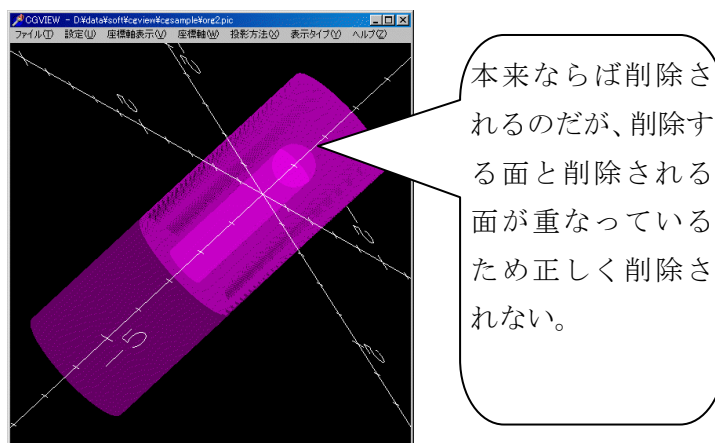 CGVIEW - D:¥data¥soft¥cgview¥cgsample¥org2.pic
ファイル(F) 設定(U) 座標軸表示(V) 座標軸(W) 投影方法(X) 表示タイプ(Y) ヘルプ(Z)
-5
本来ならば削除さ
れるのだが、削除す
る面と削除される
面が重なっている
ため正しく削除さ
れない。